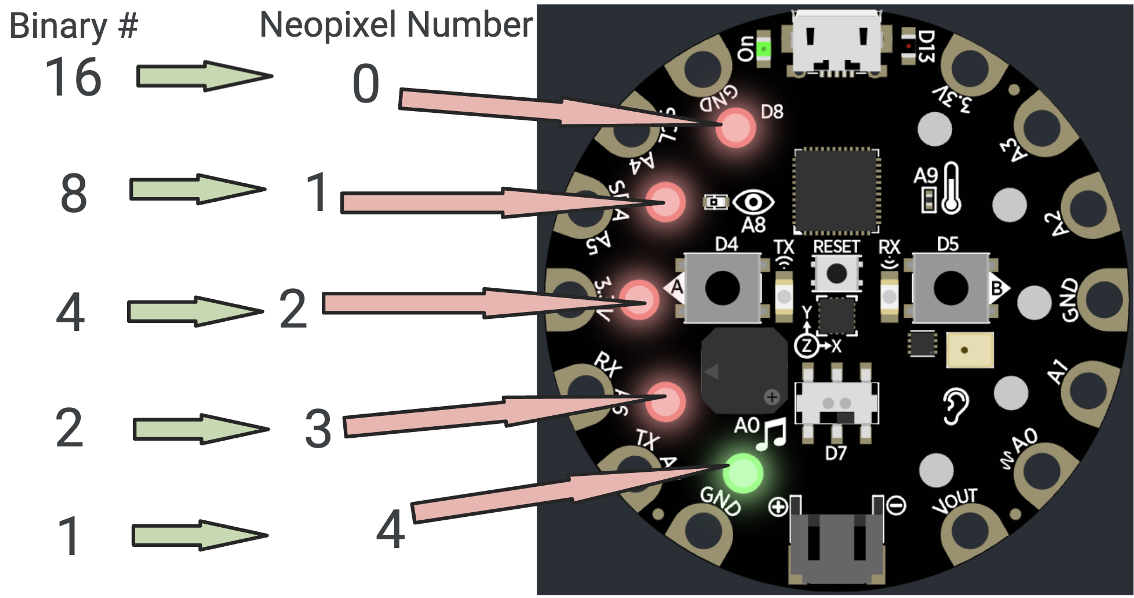 Binary # Neopixel Number
16 0
8 1
4 2
2 3
1 4
On
D13
GND
D8
3.3V
A4
A3
SDA
A5
A8
A9
A2
D4
TX
RESET
RX
D5
A
B
GND
Y
Z X
RX
A1
TX
A0
D7
A0
GND
VOUT